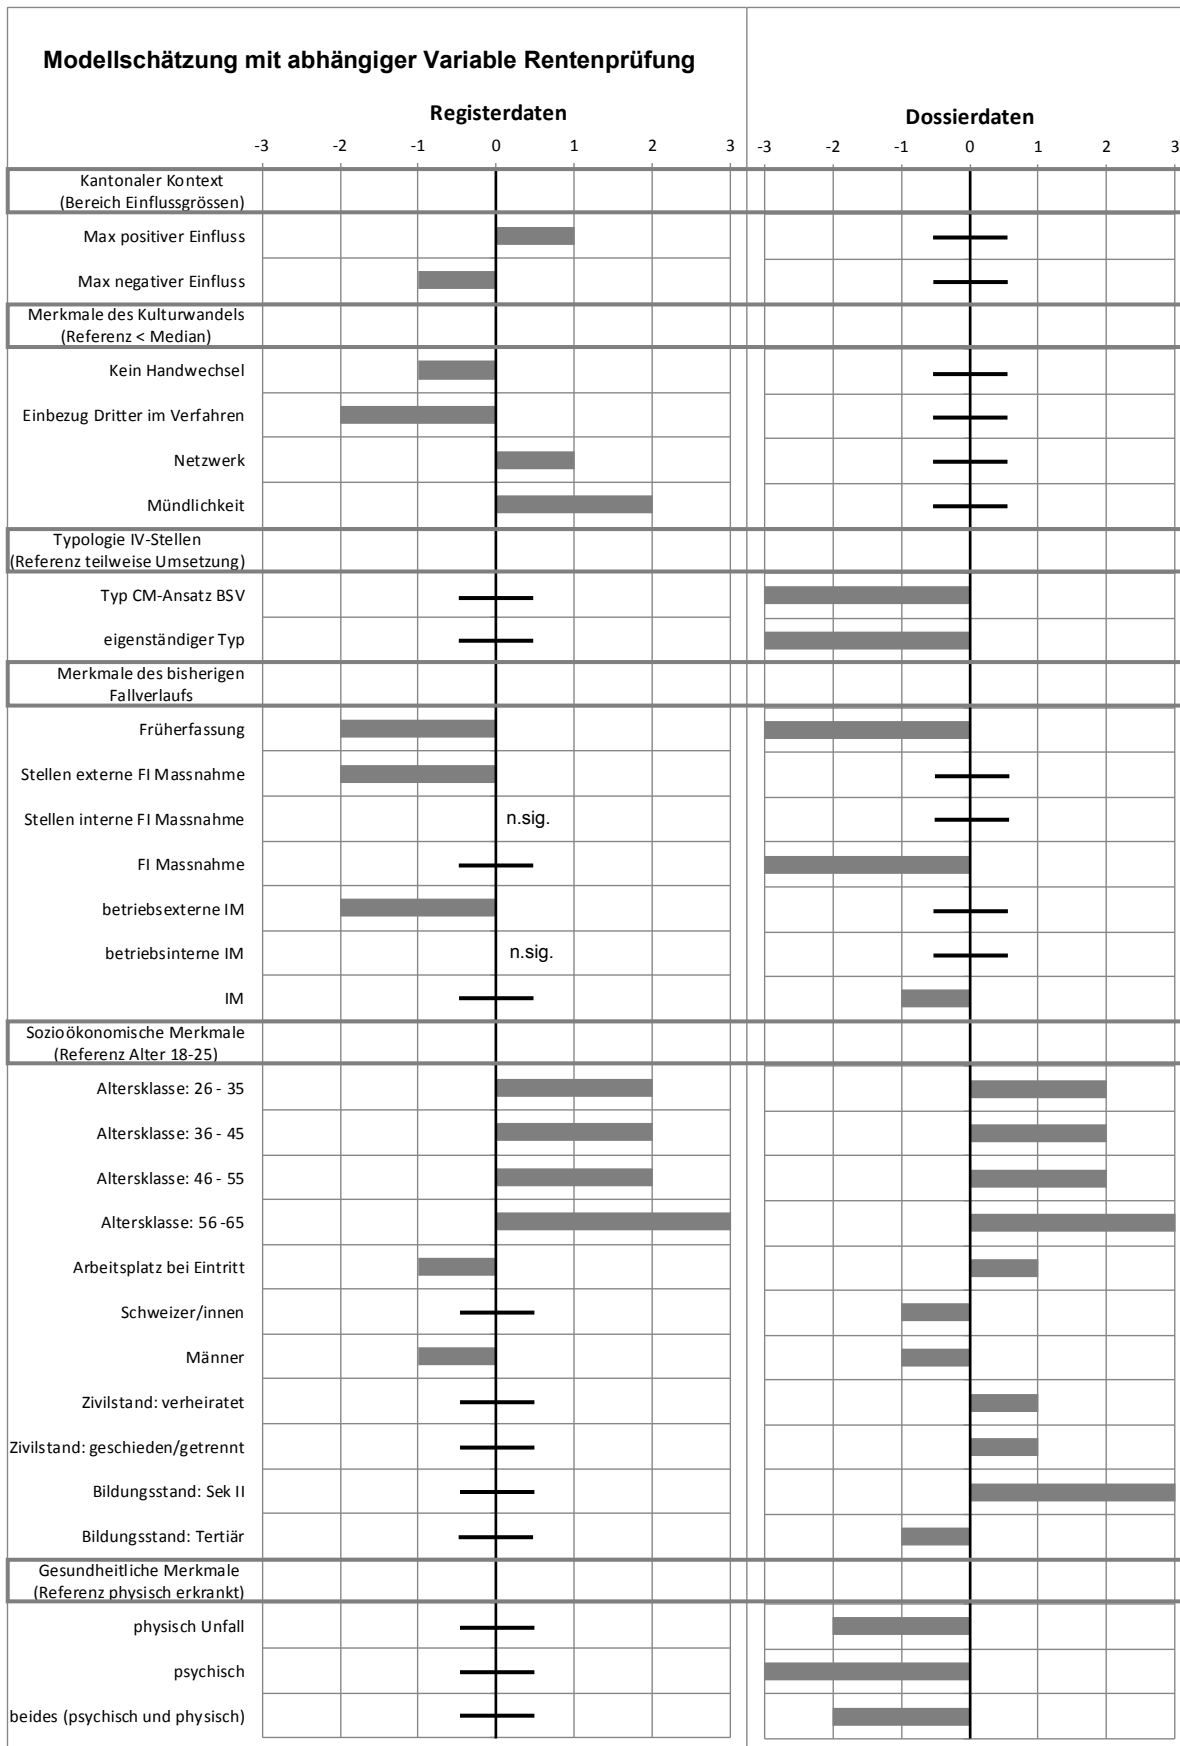 Modellschätzung mit abhängiger Variable Rentenprüfung
Registerdaten
Dossierdaten
-3 -2 -1 0 1 2 3
-3 -2 -1 0 1 2 3
Kantonaler Kontext
(Bereich Einflussgrössen)
Max positiver Einfluss
Max negativer Einfluss
Merkmale des Kulturwandels
(Referenz < Median)
Kein Handwechsel
Einbezug Dritter im Verfahren
Netzwerk
Mündlichkeit
Typologie IV-Stellen
(Referenz teilweise Umsetzung)
Typ CM-Ansatz BSV
eigenständiger Typ
Merkmale des bisherigen
Fallverlaufs
Früherfassung
Stellen externe FI Massnahme
Stellen interne FI Massnahme n.sig.
FI Massnahme
betriebsexterne IM
betriebsinterne IM n.sig.
IM
Sozioökonomische Merkmale
(Referenz Alter 18-25)
Altersklasse: 26 - 35
Altersklasse: 36 - 45
Altersklasse: 46 - 55
Altersklasse: 56 -65
Arbeitsplatz bei Eintritt
Schweizer/innen
Männer
Zivilstand: verheiratet
Zivilstand: geschieden/getrennt
Bildungsstand: Sek II
Bildungsstand: Tertiär
Gesundheitliche Merkmale
(Referenz physisch erkrankt)
physisch Unfall
psychisch
beides (psychisch und physisch)